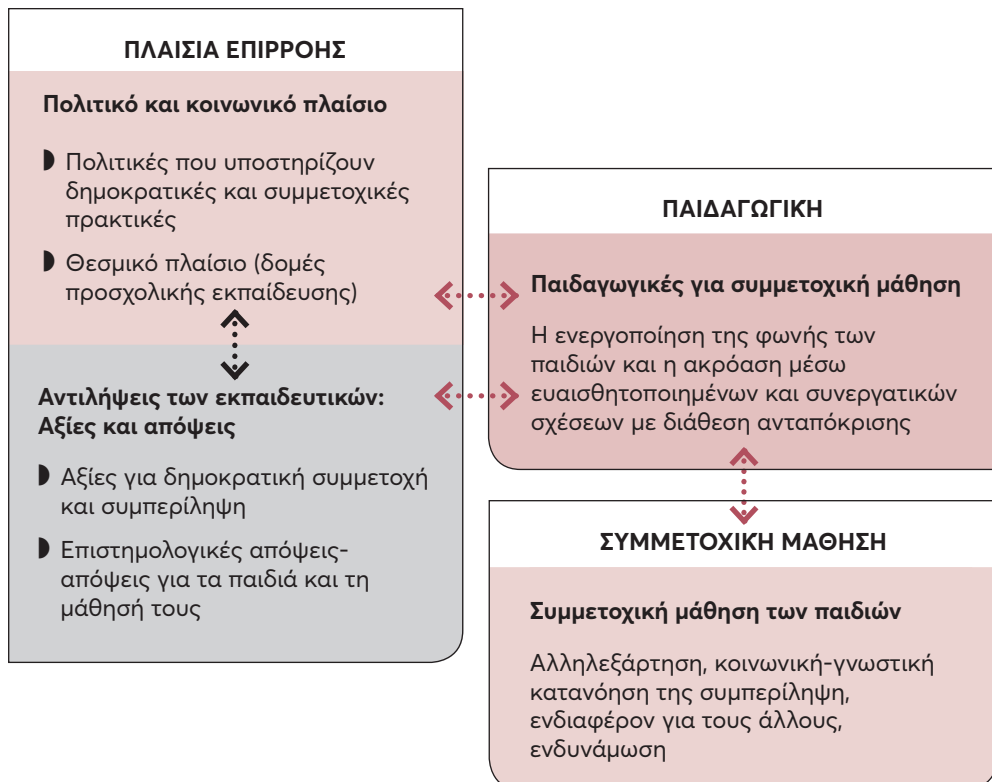 ΠΛΑΙΣΙΑ ΕΠΙΡΡΟΗΣ
Πολιτικό και κοινωνικό πλαίσιο
Πολιτικές που υποστηρίζουν
δημοκρατικές και συμμετοχικές
πρακτικές
Θεσμικό πλαίσιο (δομές
προσχολικής εκπαίδευσης)
Αντιλήψεις των εκπαιδευτικών:
Αξίες και απόψεις
Αξίες για δημοκρατική συμμετοχή
και συμπερίληψη
Επιστημολογικές απόψεις-
απόψεις για τα παιδιά και τη
μάθησή τους
ΠΑΙΔΑΓΩΓΙΚΗ
Παιδαγωγικές για συμμετοχική μάθηση
Η ενεργοποίηση της φωνής των
παιδιών και η ακρόαση μέσω
ευαισθητοποιημένων και συνεργατικών
σχέσεων με διάθεση ανταπόκρισης
ΣΥΜΜΕΤΟΧΙΚΗ ΜΑΘΗΣΗ
Συμμετοχική μάθηση των παιδιών
Αλληλεξάρτηση, κοινωνική-γνωστική
κατανόηση της συμπερίληψη,
ενδιαφέρον για τους άλλους,
ενδυνάμωση